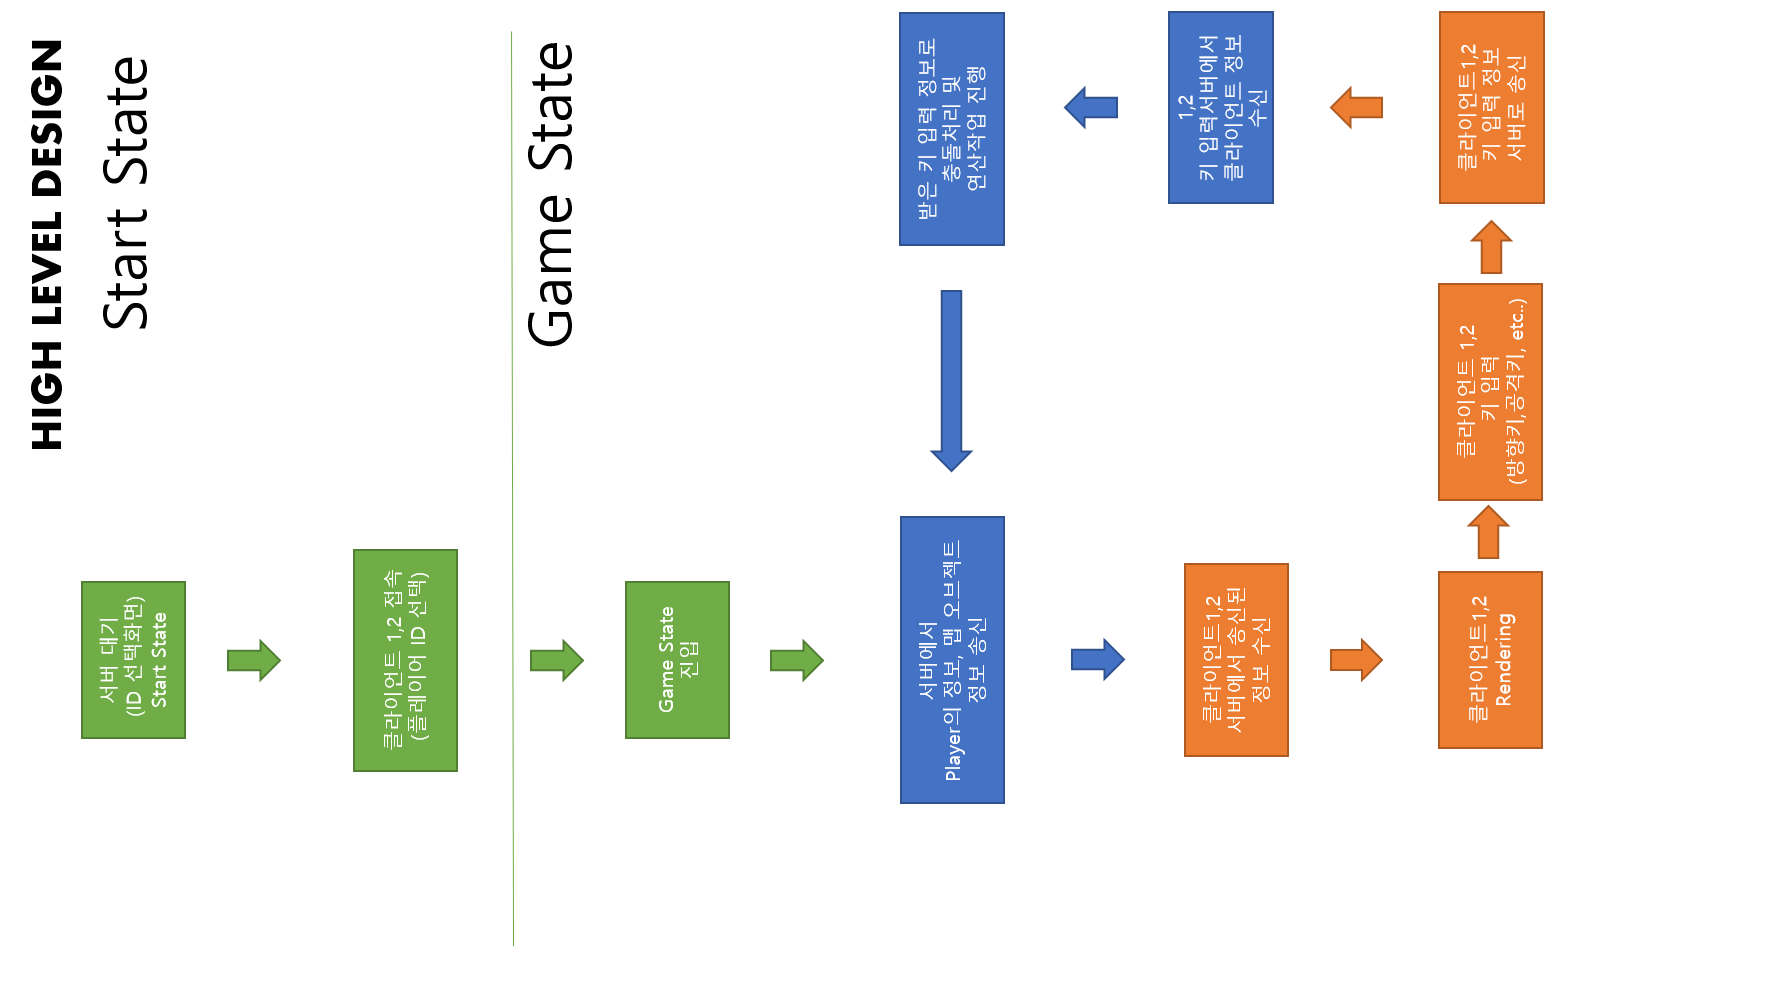 HIGH LEVEL DESIGN
Start State
서버 대기
(ID 선택화면)
Start State
클라이언트 1,2 접속
(플레이어 ID 선택)
Game State
Game State
진입
서버에서
Player의 정보, 맵 오브젝트
정보 송신
클라이언트1,2
서버에서 송신된
정보 수신
클라이언트1,2
Rendering
클라이언트 1,2
키 입력
(방향키,공격키, etc..)
클라이언트1,2
키 입력 정보
서버로 송신
1,2
키 입력서버에서
클라이언트 정보
수신
받은 키 입력 정보로
충돌처리 및
연산작업 진행